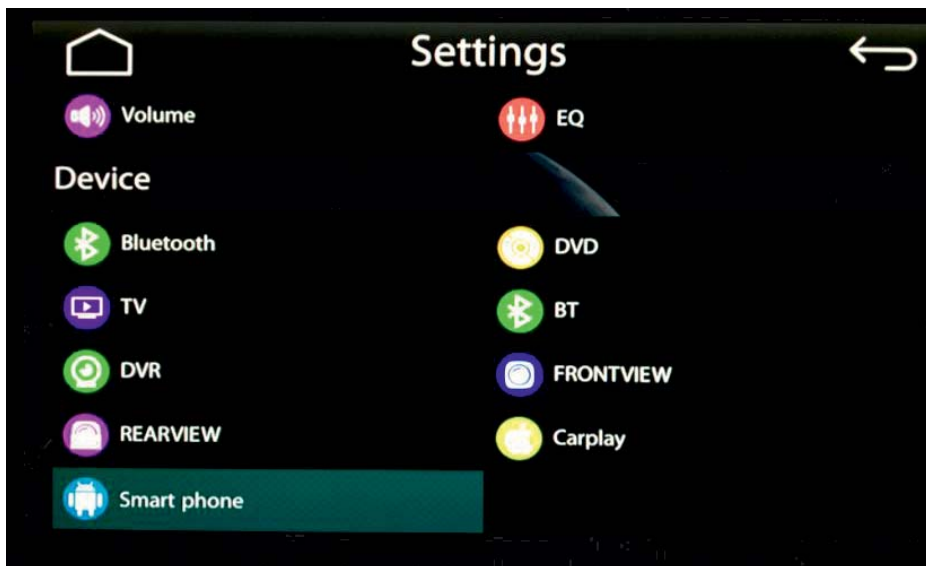 Settings
Volume
EQ
Device
Bluetooth
DVD
TV
BT
DVR
FRONTVIEW
REARVIEW
Carplay
Smart phone